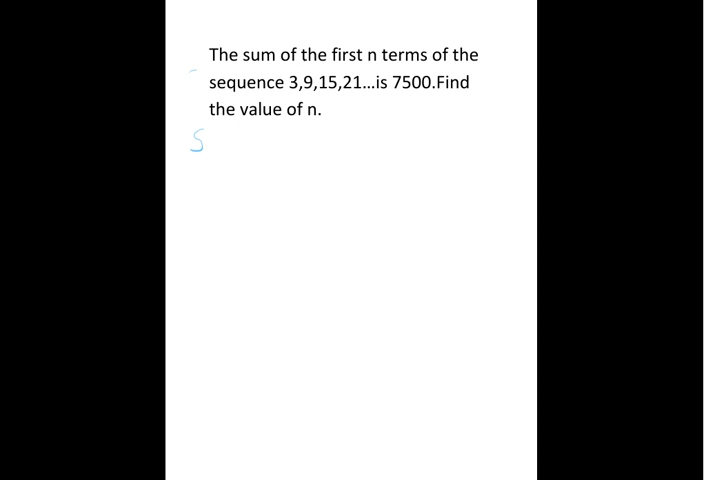 The sum of the first n terms of the
sequence 3,9,15,21...is 7500.Find
the value of n.
S